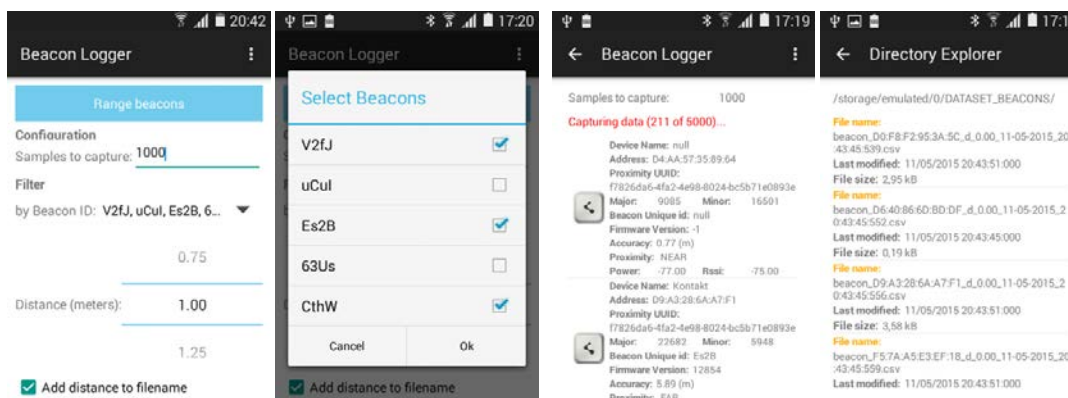 20:42
Beacon Logger
Range beacons
Configuration
Samples to capture: 1000
Filter
by Beacon ID: V2fJ, uCul, Es2B, 6...
0.75
Distance (meters): 1.00
1.25
Add distance to filename
17:20
Beacon Logger
Select Beacons
V2fJ
uCul
Es2B
63Us
CthW
Cancel Ok
Add distance to filename
17:19
Beacon Logger
Samples to capture: 1000
Capturing data (211 of 5000)...
Device Name: null
Address: D4:AA:57:35:89:64
Proximity UUID:
f7826da6-4fa2-4e98-8024-bc5b71e0893e
Major: 9085 Minor: 16591
Beacon Unique id: null
Firmware Version: -1
Accuracy: 0.77 (m)
Proximity: NEAR
Power: -77.00 Rssi: -75.00
Device Name: Kontakt
Address: D9:A3:28:6A:A7:F1
Proximity UUID:
f7826da6-4fa2-4e98-8024-bc5b71e0893e
Major: 22682 Minor: 5948
Beacon Unique id: Es2B
Firmware Version: 12854
Accuracy: 5.89 (m)
Proximity: FAR
17:1
Directory Explorer
/storage/emulated/0/DATASET_BEACONS/
File name:
beacon_D0:F8:F2:95:3A:5C_d_0.00_11-05-2015_20
:43:45:539.csv
Last modified: 11/05/2015 20:43:51:000
File size: 2,95 kB
File name:
beacon_D6:40:86:6D:BD:DF_d_0.00_11-05-2015_2
0:43:45:552.csv
Last modified: 11/05/2015 20:43:45:000
File size: 0,19 kB
File name:
beacon_D9:A3:28:6A:A7:F1_d_0.00_11-05-2015_2
0:43:45:556.csv
Last modified: 11/05/2015 20:43:51:000
File size: 3,58 kB
File name:
beacon_F5:7A:A5:E3:EF:18_d_0.00_11-05-2015_20
:43:45:559.csv
Last modified: 11/05/2015 20:43:51:000